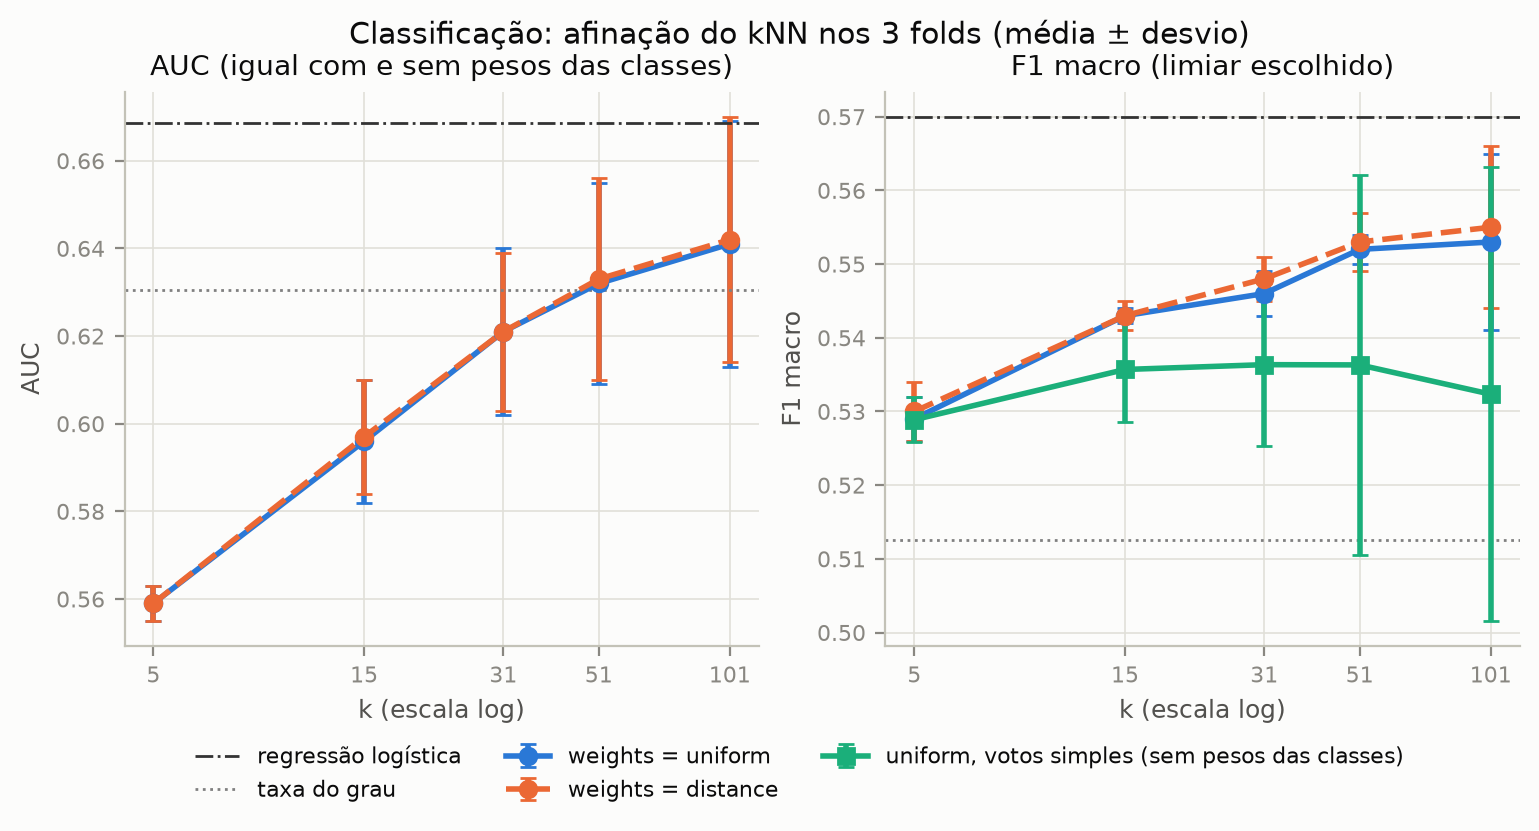 Classificação: afinação do kNN nos 3 folds (média ± desvio)
AUC (igual com e sem pesos das classes)
AUC
0.66
0.64
0.62
0.60
0.58
0.56
5 15 31 51 101
k (escala log)
F1 macro (limiar escolhido)
F1 macro
0.57
0.56
0.55
0.54
0.53
0.52
0.51
0.50
5 15 31 51 101
k (escala log)
regressão logística
taxa do grau
weights = uniform
weights = distance
uniform, votos simples (sem pesos das classes)